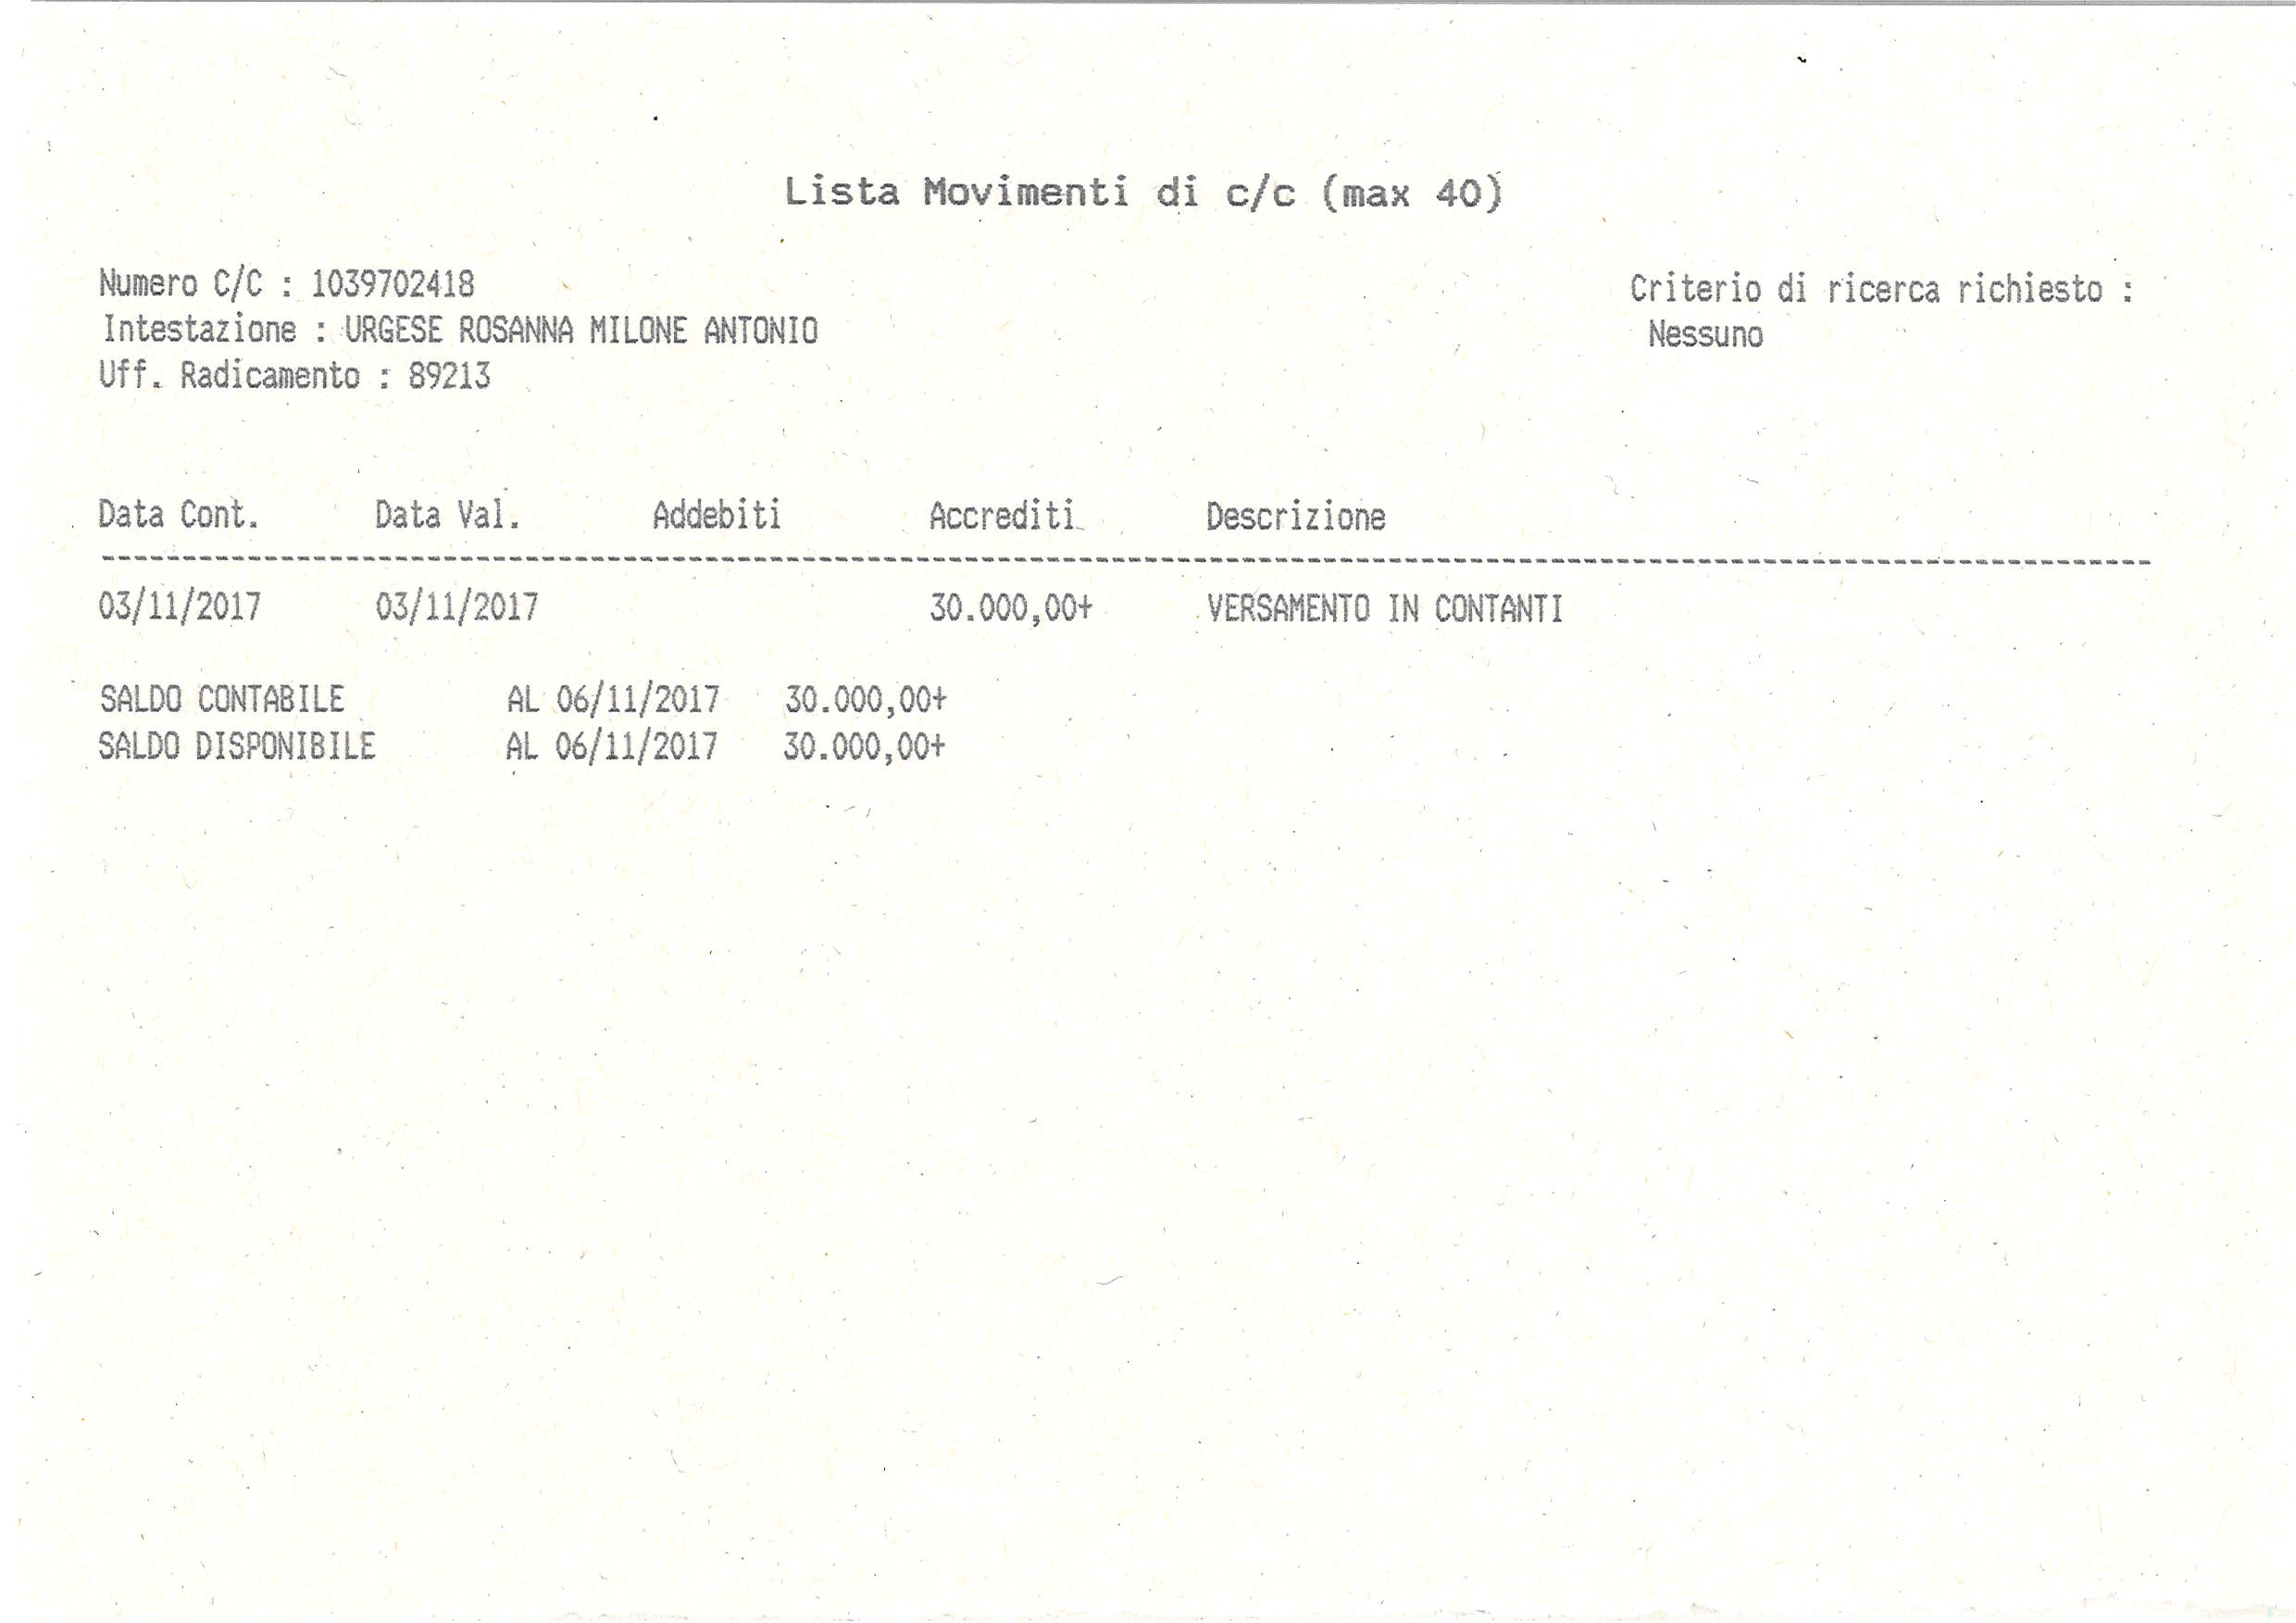 Lista Movimenti di c/c (max 40)
Numero C/C : 1039702418 Criterio di ricerca richiesto :
Intestazione : URGESE ROSANNA MILONE ANTONIO Nessuno
Uff. Radicamento : 89213
Data Cont. Data Val. Addebiti Accrediti Descrizione
03/11/2017 03/11/2017 30.000,00+ VERSAMENTO IN CONTANTI
SALDO CONTABILE AL 06/11/2017 30.000,00+
SALDO DISPONIBILE AL 06/11/2017 30.000,00+